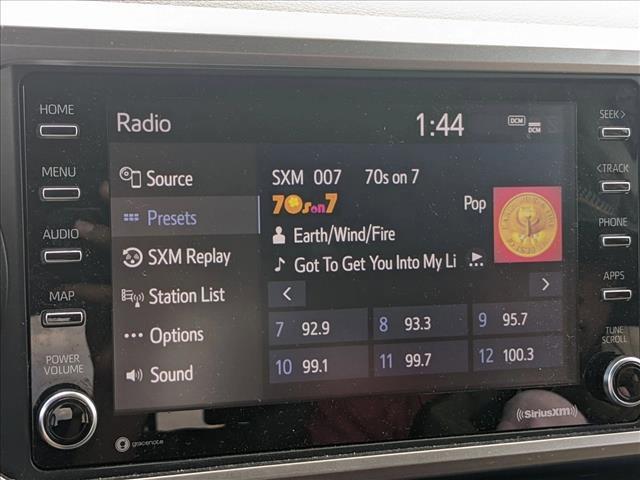 HOME
MENU
AUDIO
MAP
POWER
VOLUME
Radio
1:44
DCM
DCM
Source
Presets
SXM Replay
Station List
Options
Sound
SXM 007 70s on 7
70son7
Pop
Earth/Wind/Fire
Got To Get You Into My Li
7 92.9
8 93.3
9 95.7
10 99.1
11 99.7
12 100.3
SEEK>
<TRACK
PHONE
APPS
TUNE
SCROLL
gracenote
SiriusXM